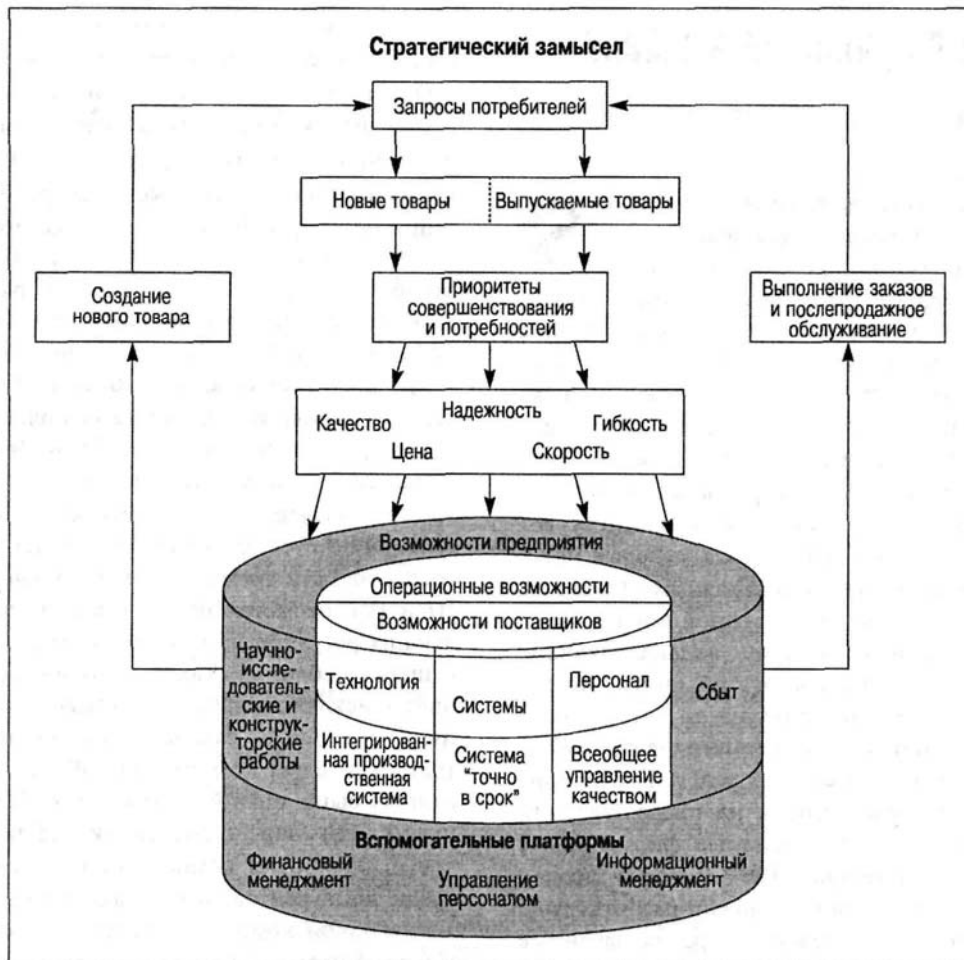 Стратегический замысел
Запросы потребителей
Новые товары
Выпускаемые товары
Создание
нового товара
Приоритеты
совершенствования
и потребностей
Выполнение заказов
и послепродажное
обслуживание
Надежность
Качество
Гибкость
Цена
Скорость
Возможности предприятия
Операционные возможности
Возможности поставщиков
Научно-
иссле-
дователь-
ские и
конструк-
торские
работы
Технология
Системы
Персонал
Сбыт
Интегрирован-
ная производ-
ственная
система
Система
“точно
в срок”
Всеобщее
управление
качеством
Вспомогательные платформы
Финансовый
менеджмент
Управление
персоналом
Информационный
менеджмент